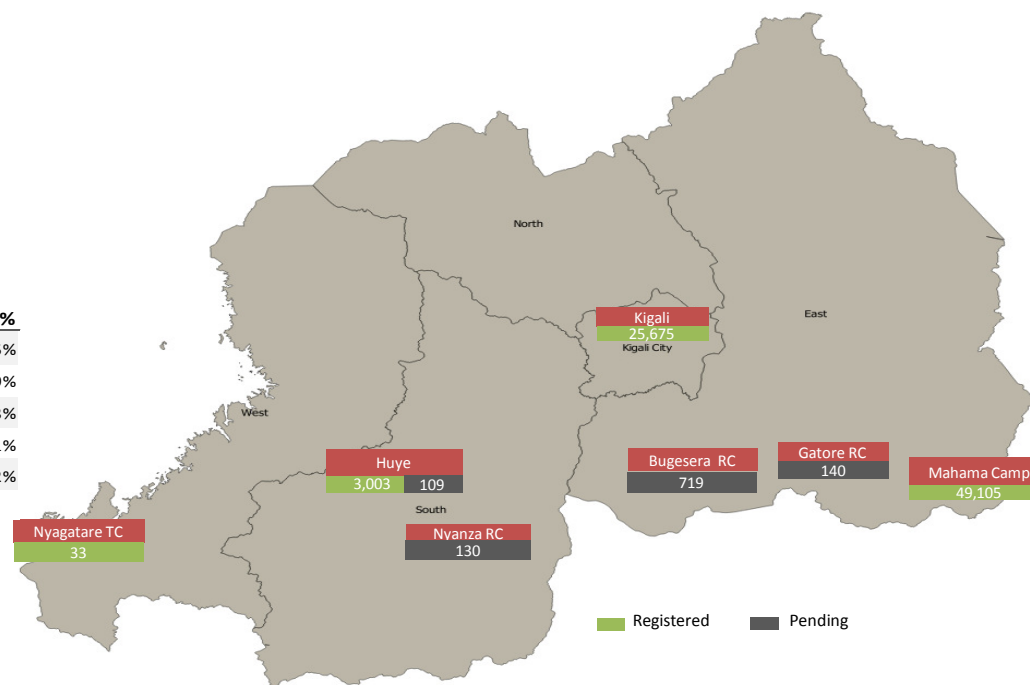 North
%
Kigali
25,675
Kigali City
East
West
Huye
3,003 109
South
Bugesera RC
719
Gatore RC
140
Mahama Camp
49,105
Nyagatare TC
33
Nyanza RC
130
Registered Pending